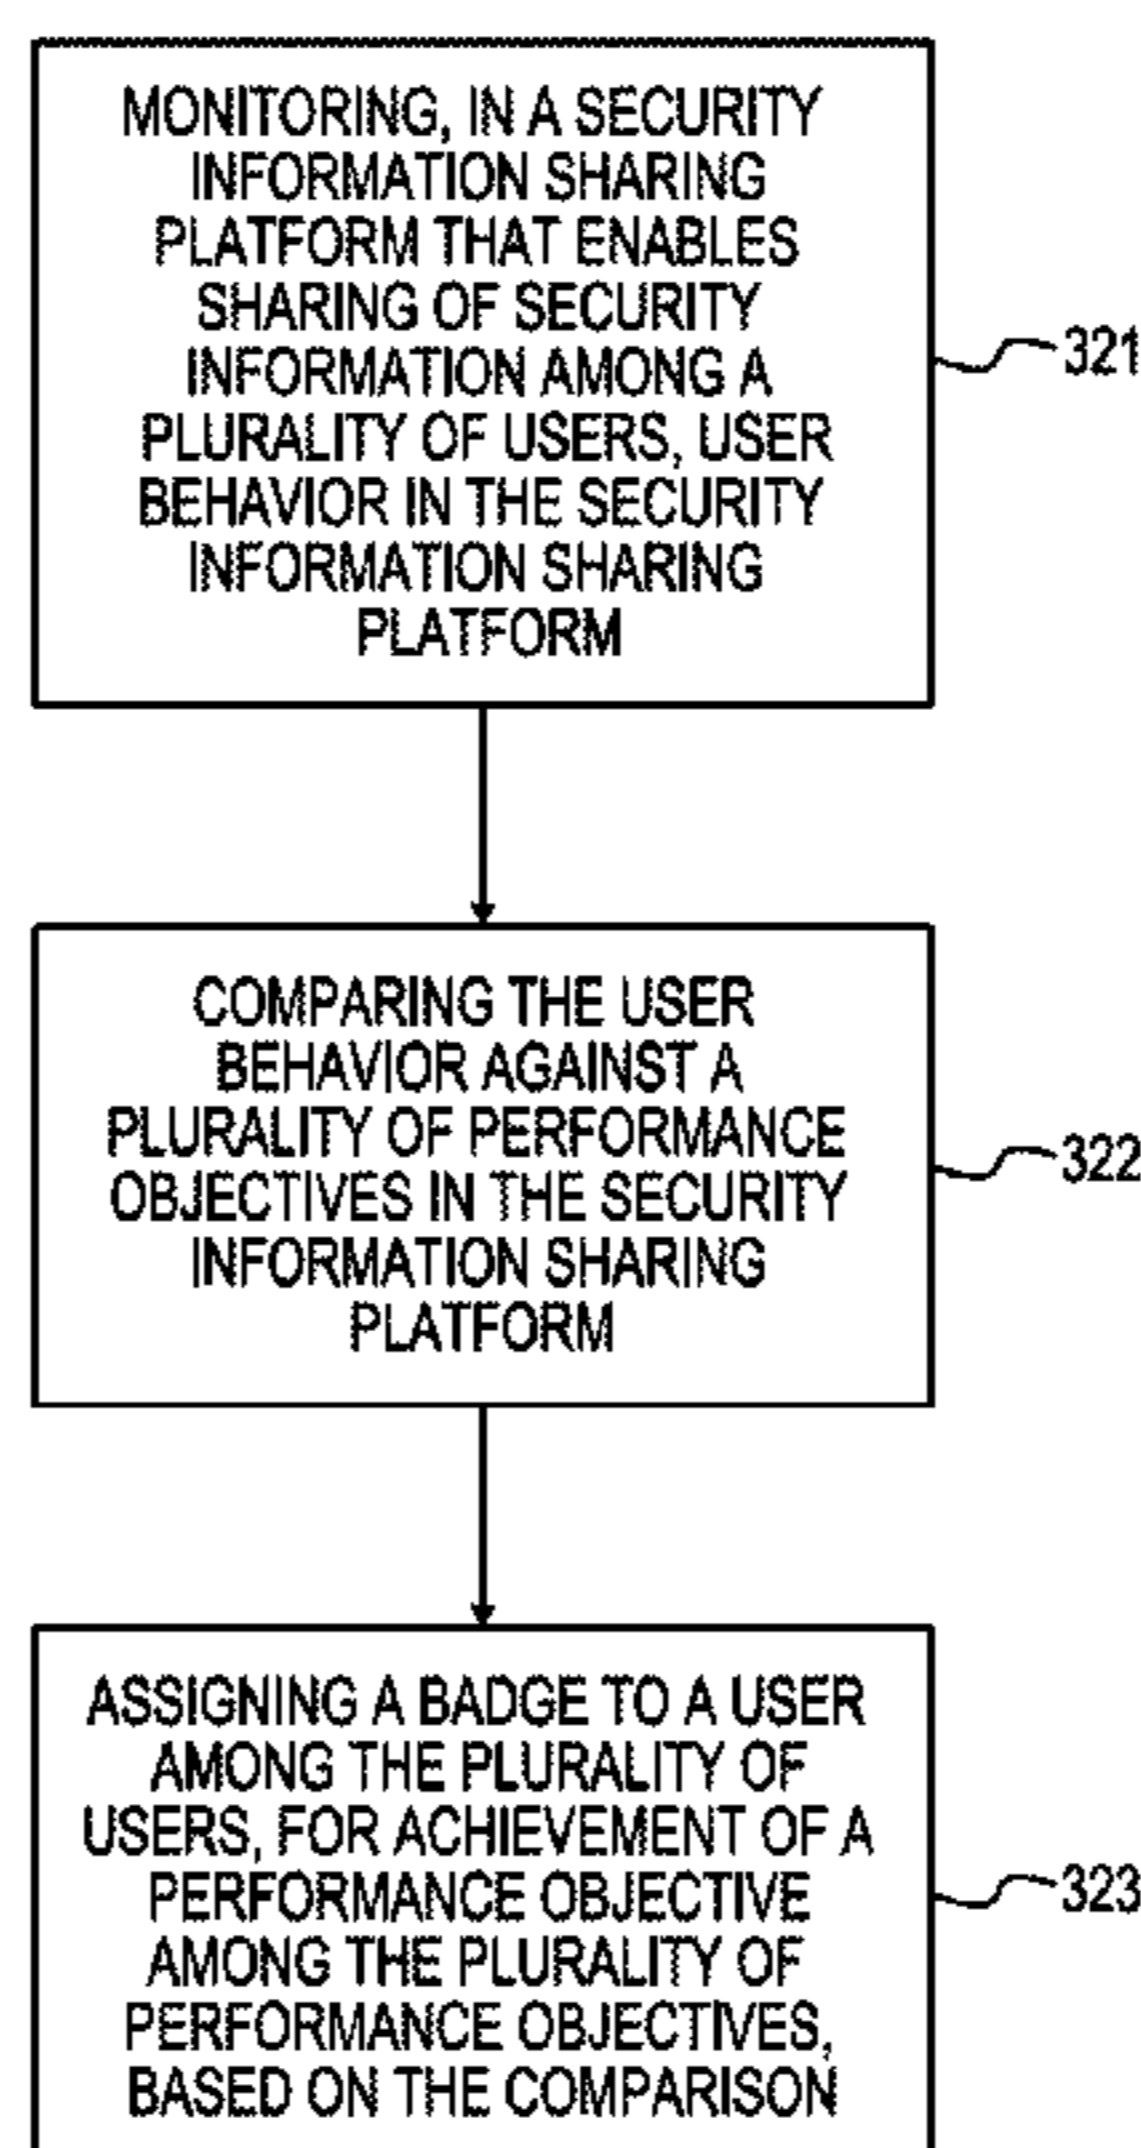 MONITORING, IN A SECURITY
INFORMATION SHARING
PLATFORM THAT ENABLES
SHARING OF SECURITY
INFORMATION AMONG A
PLURALITY OF USERS, USER
BEHAVIOR IN THE SECURITY
INFORMATION SHARING
PLATFORM
321
COMPARING THE USER
BEHAVIOR AGAINST A
PLURALITY OF PERFORMANCE
OBJECTIVES IN THE SECURITY
INFORMATION SHARING
PLATFORM
322
ASSIGNING A BADGE TO A USER
AMONG THE PLURALITY OF
USERS, FOR ACHIEVEMENT OF A
PERFORMANCE OBJECTIVE
AMONG THE PLURALITY OF
PERFORMANCE OBJECTIVES,
BASED ON THE COMPARISON
323